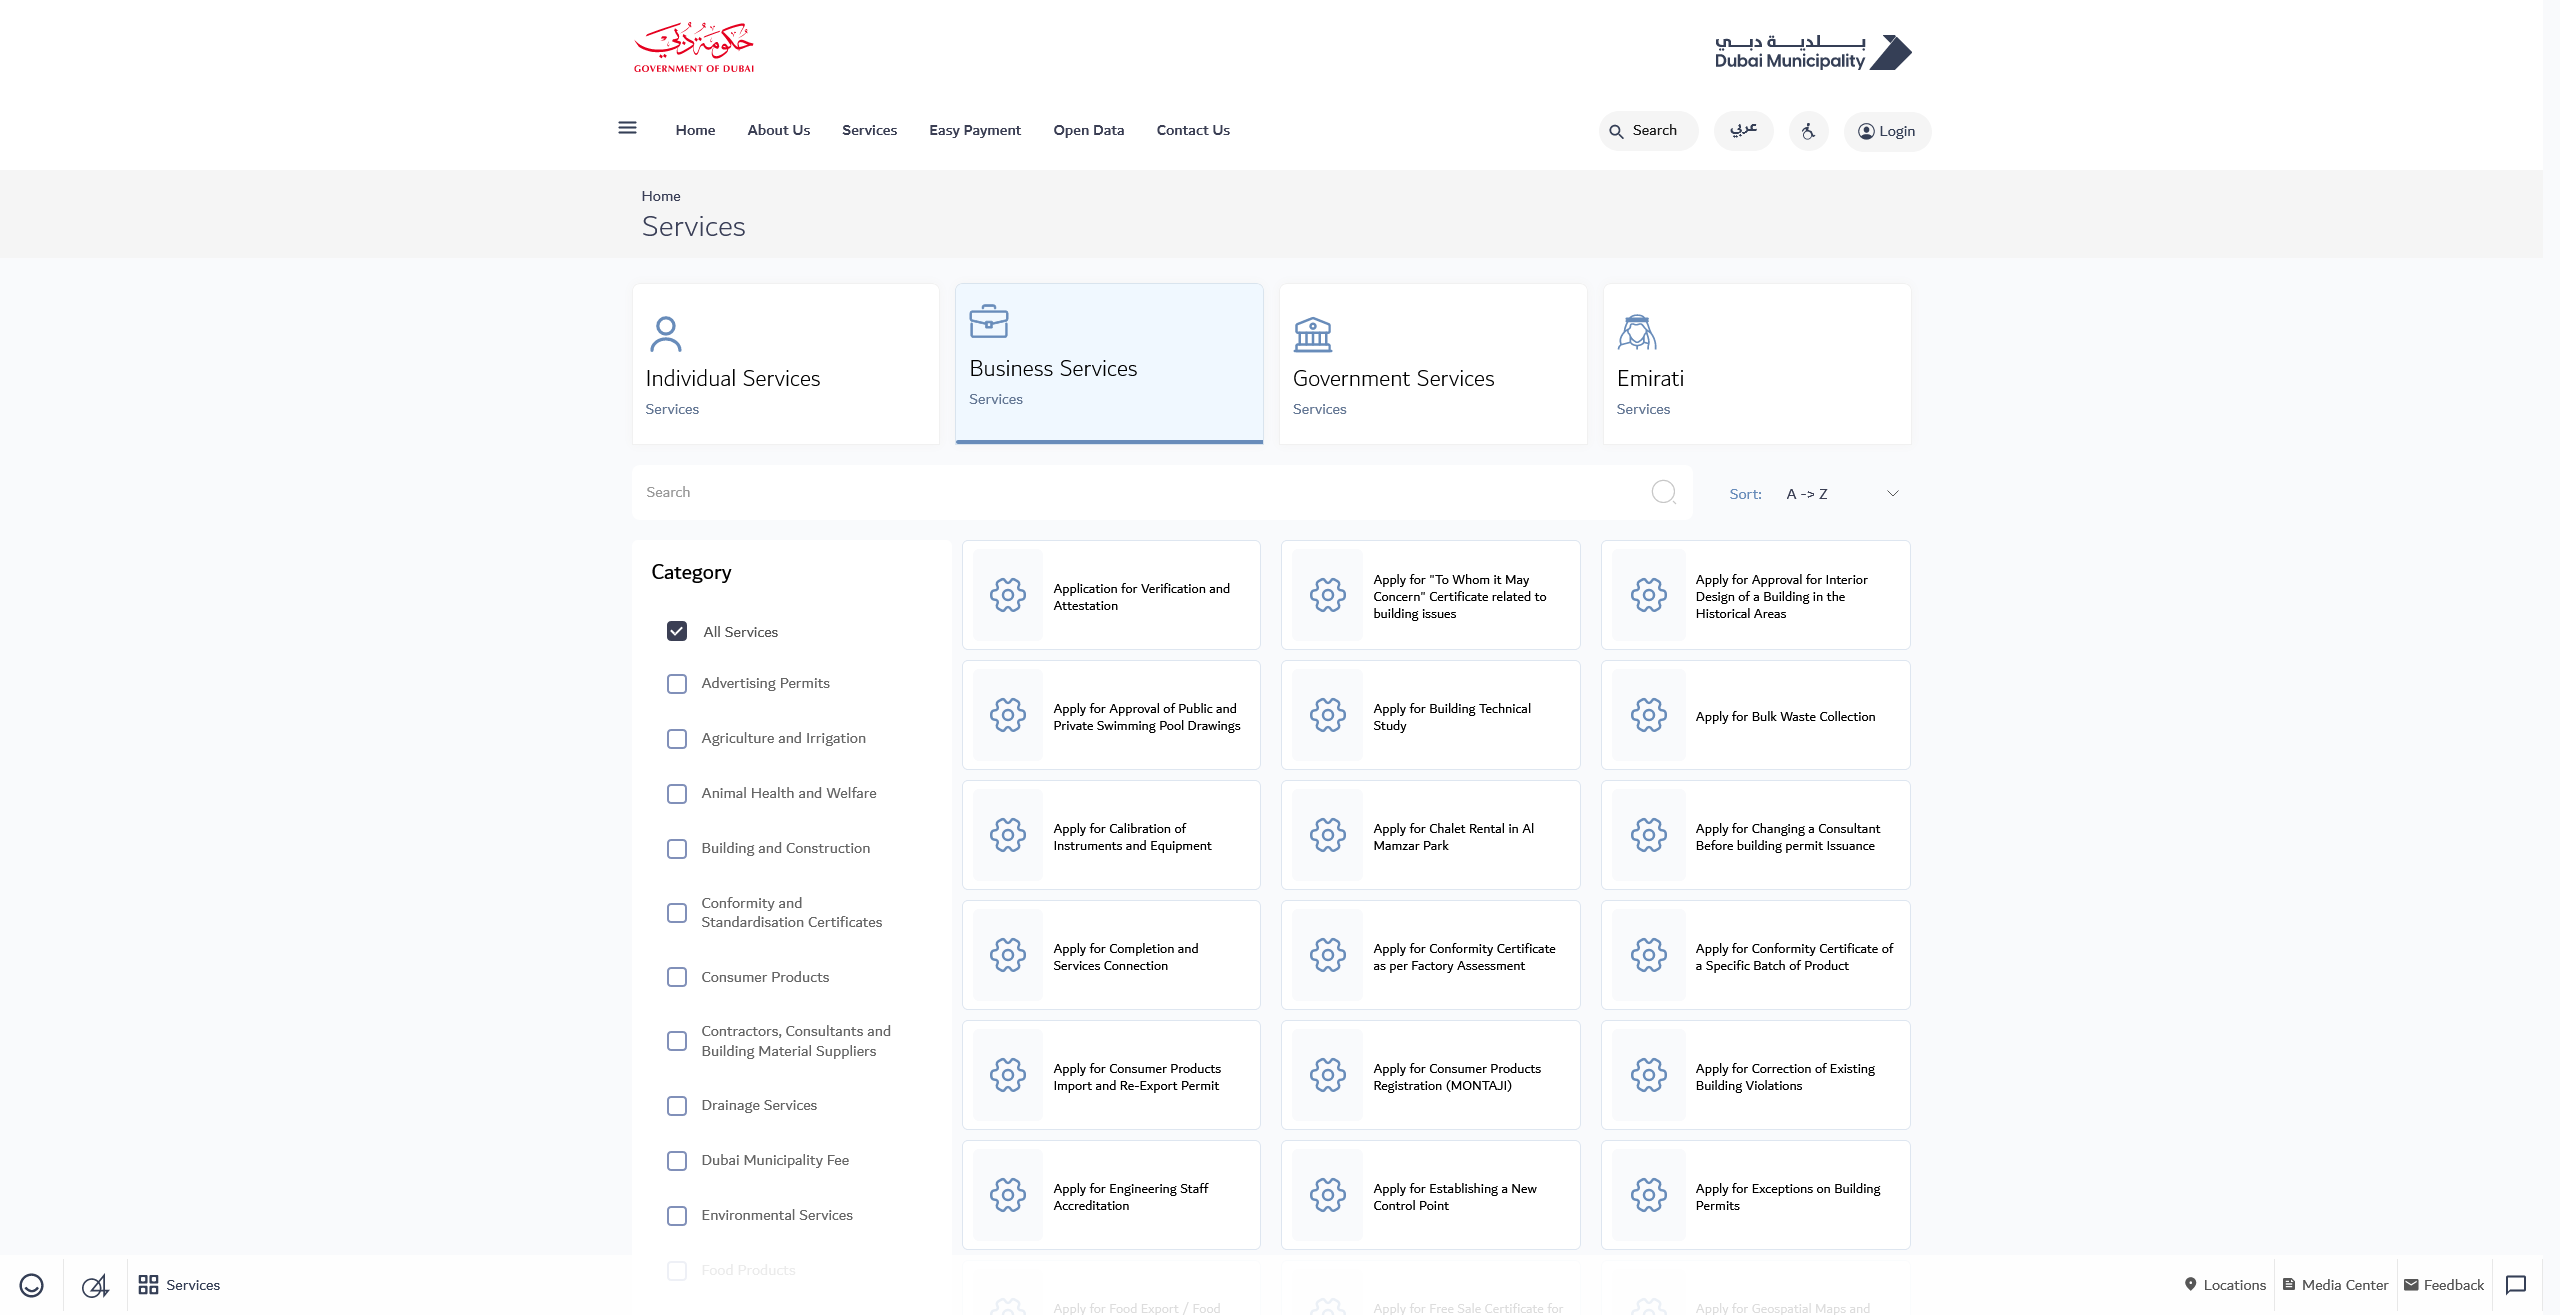 حكومة دبي
GOVERNMENT OF DUBAI
بلدية دبي
Dubai Municipality
Home
About Us
Services
Easy Payment
Open Data
Contact Us
Search
عربي
Login
Home
Services
Individual Services
Services
Business Services
Services
Government Services
Services
Emirati
Services
Search
Sort:
A -> Z
Category
All Services
Advertising Permits
Agriculture and Irrigation
Animal Health and Welfare
Building and Construction
Conformity and
Standardisation Certificates
Consumer Products
Contractors, Consultants and
Building Material Suppliers
Drainage Services
Dubai Municipality Fee
Environmental Services
Food Products
Application for Verification and
Attestation
Apply for "To Whom it May
Concern" Certificate related to
building issues
Apply for Approval for Interior
Design of a Building in the
Historical Areas
Apply for Approval of Public and
Private Swimming Pool Drawings
Apply for Building Technical
Study
Apply for Bulk Waste Collection
Apply for Calibration of
Instruments and Equipment
Apply for Chalet Rental in Al
Mamzar Park
Apply for Changing a Consultant
Before building permit Issuance
Apply for Completion and
Services Connection
Apply for Conformity Certificate
as per Factory Assessment
Apply for Conformity Certificate of
a Specific Batch of Product
Apply for Consumer Products
Import and Re-Export Permit
Apply for Consumer Products
Registration (MONTAJI)
Apply for Correction of Existing
Building Violations
Apply for Engineering Staff
Accreditation
Apply for Establishing a New
Control Point
Apply for Exceptions on Building
Permits
Apply for Food Export / Food
Apply for Free Sale Certificate for
Apply for Geospatial Maps and
Services
Locations
Media Center
Feedback